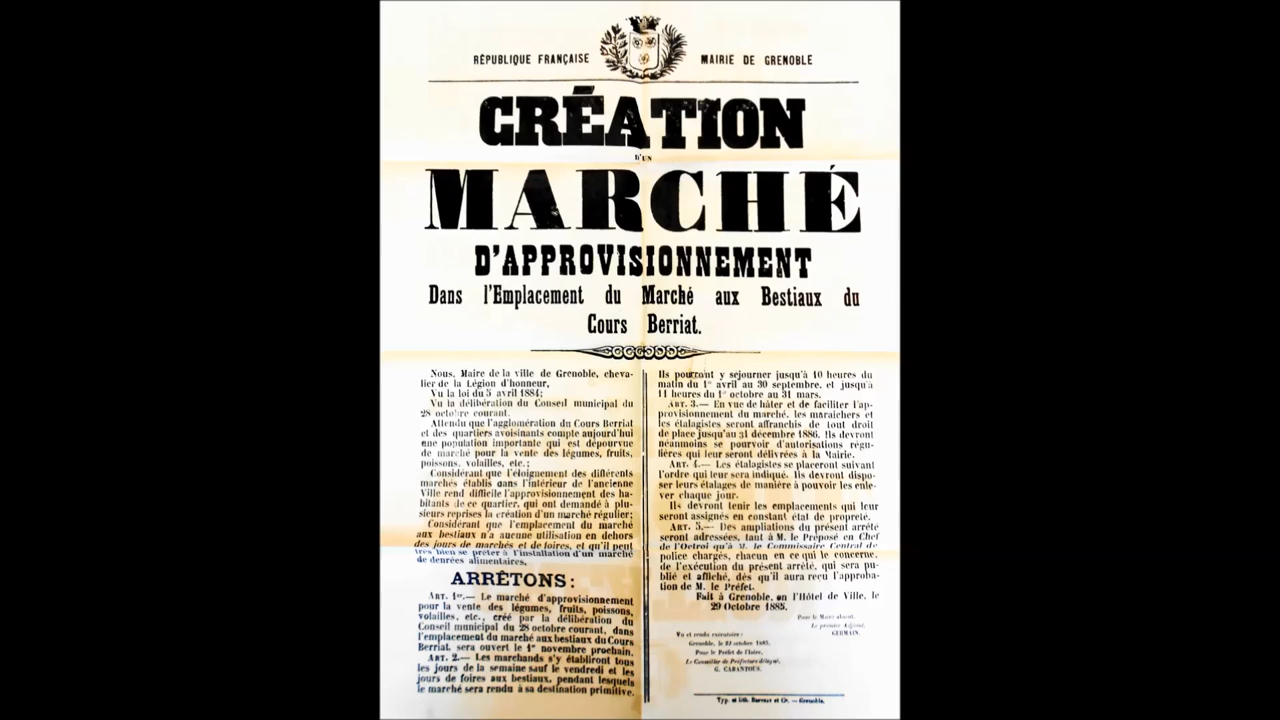 RÉPUBLIQUE FRANÇAISE
MAIRIE DE GRENOBLE
CRÉATION
D'UN
MARCHÉ
D'APPROVISIONNEMENT
Dans l'Emplacement du Marché aux Bestiaux du
Cours Berriat.
Nous, Maire de la ville de Grenoble, cheva-
lier de la Légion d'honneur,
Vu la loi du 5 avril 1884;
Vu la délibération du Conseil municipal du
28 octobre courant.
Attendu que l'agglomération du Cours Berriat
et des quartiers avoisinants compte aujourd'hui
une population importante qui est dépourvue
de marché pour la vente des légumes, fruits,
poissons, volailles, etc.;
Considérant que l'éloignement des différents
marchés établis dans l'intérieur de l'ancienne
Ville rend difficile l'approvisionnement des ha-
bitants de ce quartier, qui ont demandé à plu-
sieurs reprises la création d'un marché régulier;
Considérant que l'emplacement du marché
aux bestiaux n'a aucune utilisation en dehors
des jours de marchés et de foires, et qu'il peut
très bien se prêter à l'installation d'un marché
de denrées alimentaires,
ARRÊTONS :
ART. 1er.— Le marché d'approvisionnement
pour la vente des légumes, fruits, poissons,
volailles, etc., créé par la délibération du
Conseil municipal du 28 octobre courant, dans
l'emplacement du marché aux bestiaux du Cours
Berriat, sera ouvert le 1er novembre prochain.
ART. 2.— Les marchands s'y établiront tous
les jours de la semaine sauf le vendredi et les
jours de foires aux bestiaux, pendant lesquels
le marché sera rendu à sa destination primitive.
Ils pourront y séjourner jusqu'à 10 heures du
matin du 1er avril au 30 septembre, et jusqu'à
11 heures du 1er octobre au 31 mars.
ART. 3.— En vue de hâter et de faciliter l'ap-
provisionnement du marché, les maraîchers et
les étalagistes seront affranchis de tout droit
de place jusqu'au 31 décembre 1886. Ils devront
néanmoins se pourvoir d'autorisations régu-
lières qui leur seront délivrées à la Mairie.
ART. 4.— Les étalagistes se placeront suivant
l'ordre qui leur sera indiqué. Ils devront dispo-
ser leurs étalages de manière à pouvoir les enle-
ver chaque jour.
Ils devront tenir les emplacements qui leur
seront assignés en constant état de propreté.
ART. 5.— Des ampliations du présent arrêté
seront adressées, tant à M. le Préposé en Chef
de l'Octroi qu'à M. le Commissaire Central de
police chargés, chacun en ce qui le concerne,
de l'exécution du présent arrêté, qui sera pu-
blié et affiché, dès qu'il aura reçu l'approba-
tion de M. le Préfet.
Fait à Grenoble, en l'Hôtel de Ville, le
29 Octobre 1885.
Pour le Maire absent,
Le premier Adjoint,
GERMAIN.
Vu et rendu exécutoire :
Grenoble, le 29 octobre 1885.
Pour le Préfet de l'Isère,
Le Conseiller de Préfecture délégué,
G. CARANTOUS.
Typ. et lith. Barratier et Cie. — Grenoble.